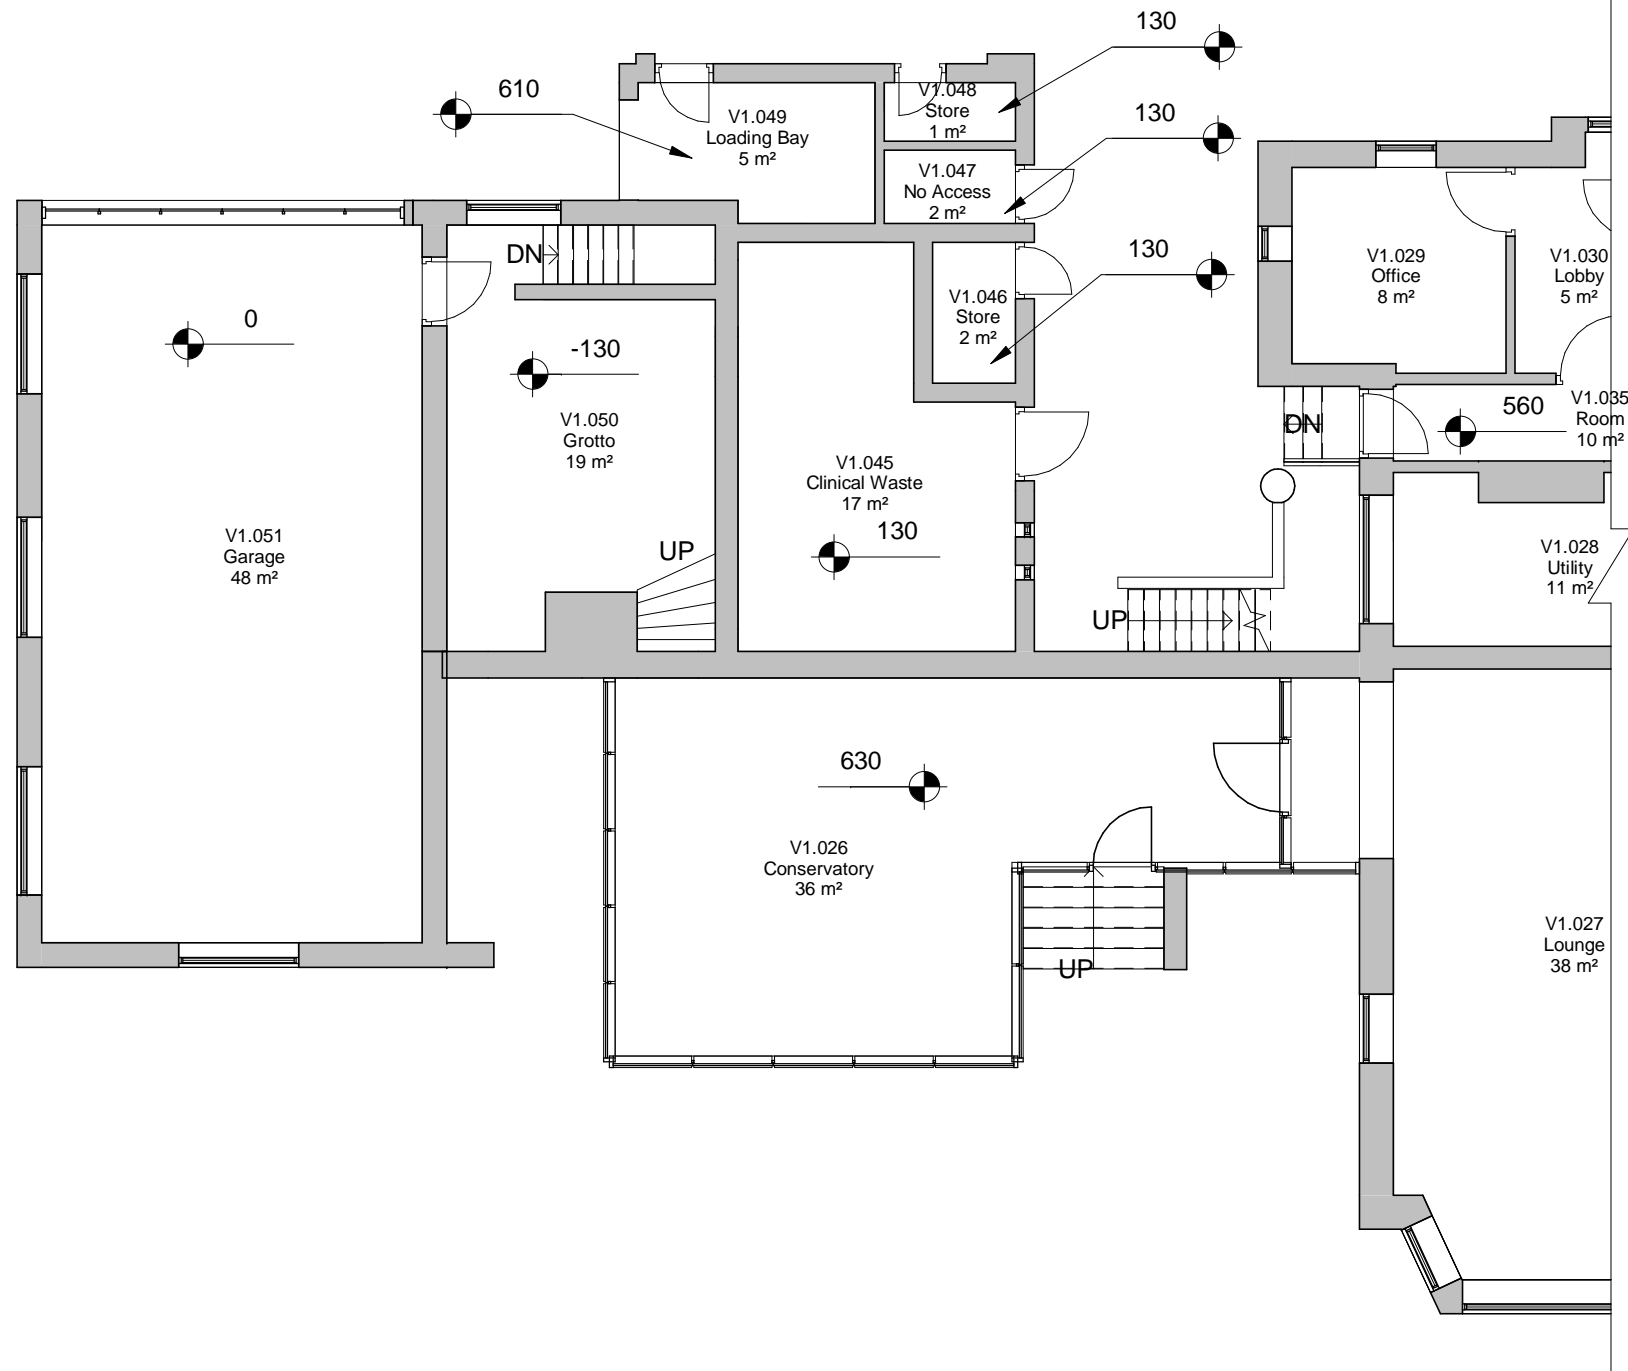 130
610
V1.048
Store
1 m²
V1.049
Loading Bay
5 m²
130
V1.047
No Access
2 m²
DN
130
V1.029
Office
8 m²
V1.030
Lobby
5 m²
V1.046
Store
2 m²
0
-130
V1.050
Grotto
19 m²
DN
560
V1.035
Room
10 m²
V1.045
Clinical Waste
17 m²
130
V1.051
Garage
48 m²
UP
V1.028
Utility
11 m²
UP
630
V1.026
Conservatory
36 m²
UP
V1.027
Lounge
38 m²